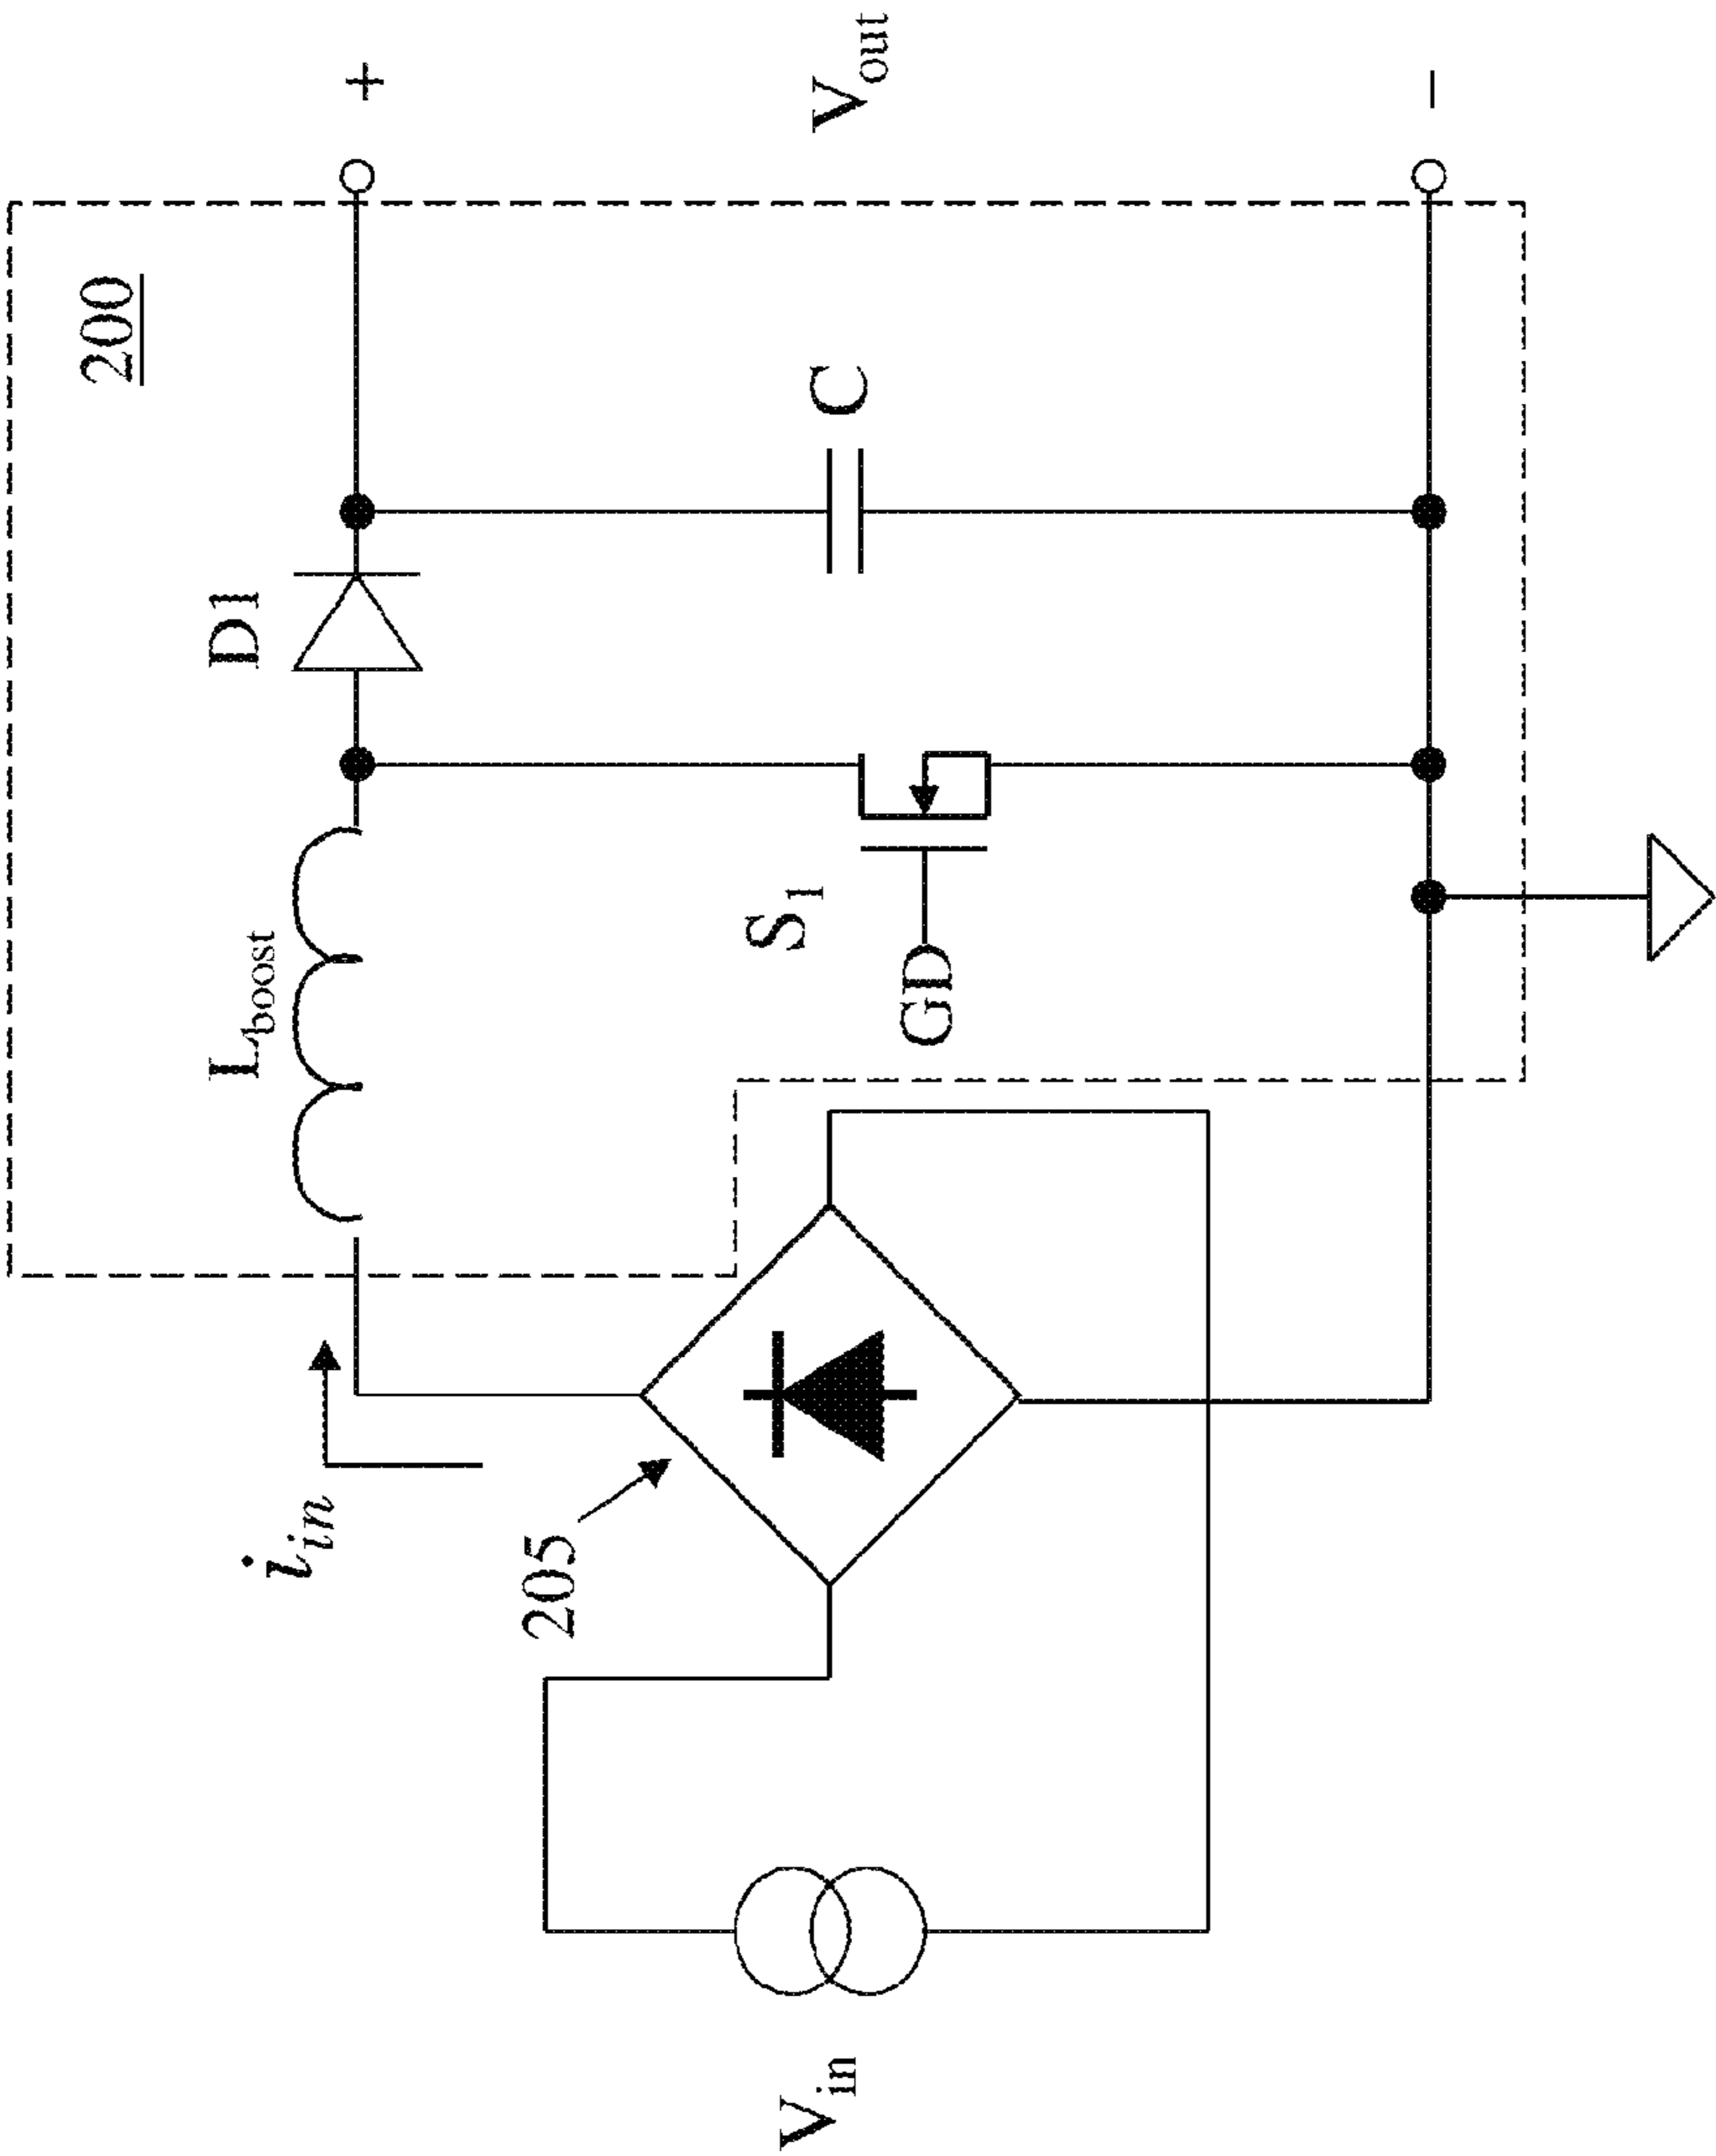 200
i_in
L_boost
D1
+
205
S_1
GD
C
V_in
V_out
−